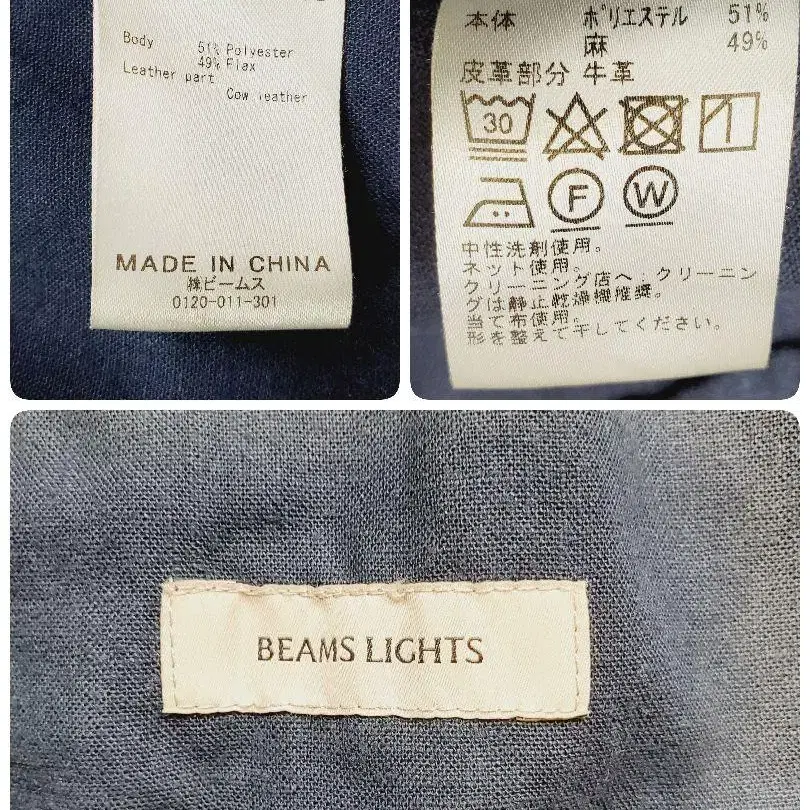 Body 51% Polyester
49% Flax
Leather part
Cow leather
MADE IN CHINA
㈱ビームス
0120-011-301
本体 ポリエステル 51%
麻 49%
皮革部分 牛革
30
F W
中性洗剤使用。
ネット使用。
クリーニング店へ:クリーニン
グは静止乾燥機推奨。
当て布使用。
形を整えて干してください。
BEAMS LIGHTS